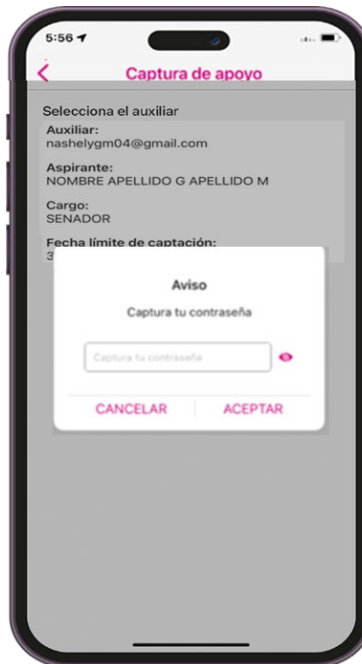 5:56
Captura de apoyo
Selecciona el auxiliar
Auxiliar:
nashelygm04@gmail.com
Aspirante:
NOMBRE APELLIDO G APELLIDO M
Cargo:
SENADOR
Fecha límite de captación:
3
Aviso
Captura tu contraseña
Captura tu contraseña
CANCELAR ACEPTAR